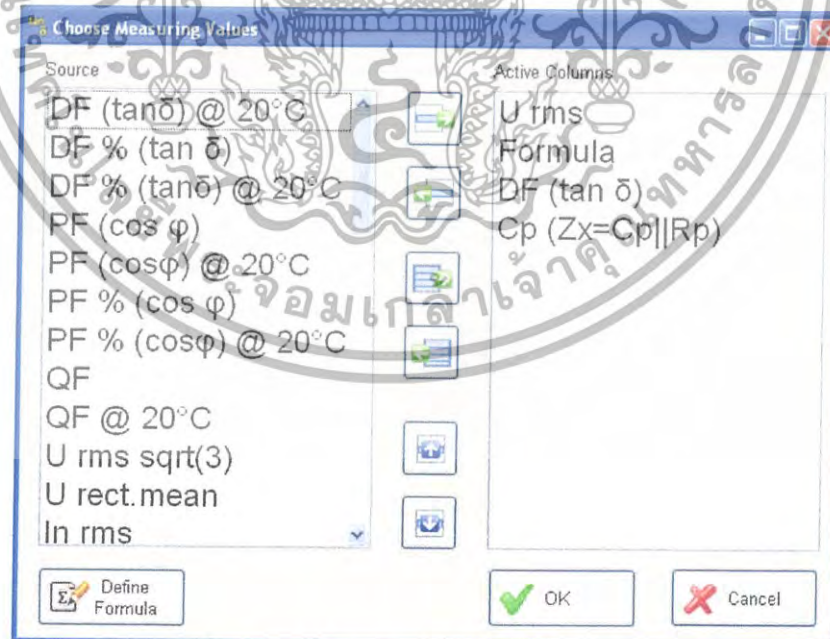 Choose Measuring Values
Source
DF (tanδ) @ 20°C
DF % (tan δ)
DF % (tanδ) @ 20°C
PF (cos φ)
PF (cosφ) @ 20°C
PF % (cos φ)
PF % (cosφ) @ 20°C
QF
QF @ 20°C
U rms sqrt(3)
U rect.mean
In rms
Active Columns
U rms
Formula
DF (tan δ)
Cp (Zx=Cp||Rp)
Define
Formula
OK
Cancel